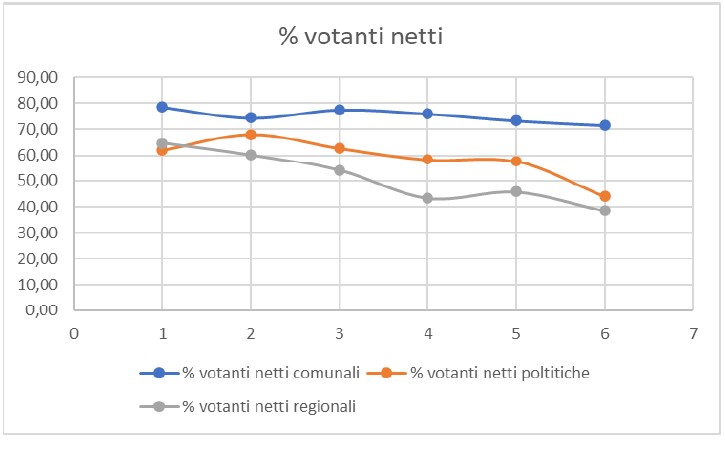 % votanti netti
90,00
80,00
70,00
60,00
50,00
40,00
30,00
20,00
10,00
0,00
0 1 2 3 4 5 6 7
% votanti netti comunali % votanti netti poltitiche
% votanti netti regionali